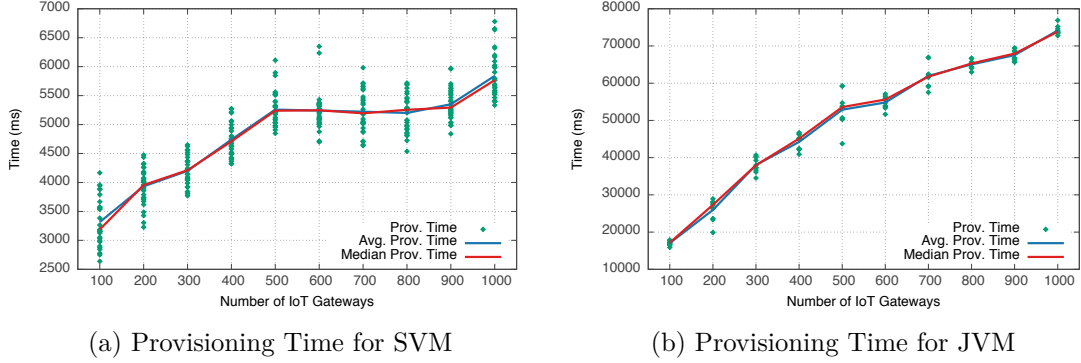 7000
6500
6000
5500
5000
4500
4000
3500
3000
2500
Time (ms)
100 200 300 400 500 600 700 800 900 1000
Number of IoT Gateways
Prov. Time
Avg. Prov. Time
Median Prov. Time
(a) Provisioning Time for SVM
80000
70000
60000
50000
40000
30000
20000
10000
Time (ms)
100 200 300 400 500 600 700 800 900 1000
Number of IoT Gateways
Prov. Time
Avg. Prov. Time
Median Prov. Time
(b) Provisioning Time for JVM